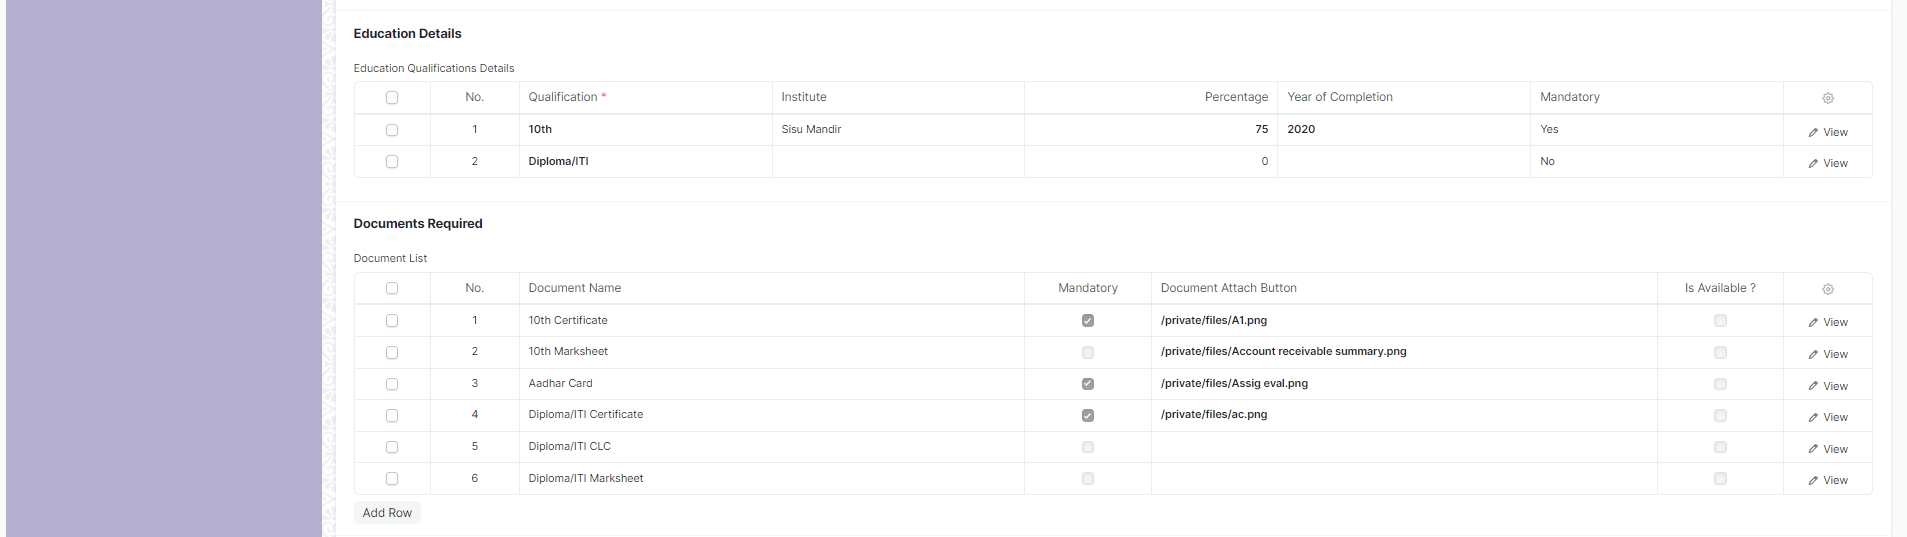 Education Details
Education Qualifications Details
No. Qualification * Institute Percentage Year of Completion Mandatory
1 10th Sisu Mandir 75 2020 Yes View
2 Diploma/ITI 0 No View
Documents Required
Document List
No. Document Name Mandatory Document Attach Button Is Available ?
1 10th Certificate /private/files/A1.png View
2 10th Marksheet /private/files/Account receivable summary.png View
3 Aadhar Card /private/files/Assig eval.png View
4 Diploma/ITI Certificate /private/files/ac.png View
5 Diploma/ITI CLC View
6 Diploma/ITI Marksheet View
Add Row